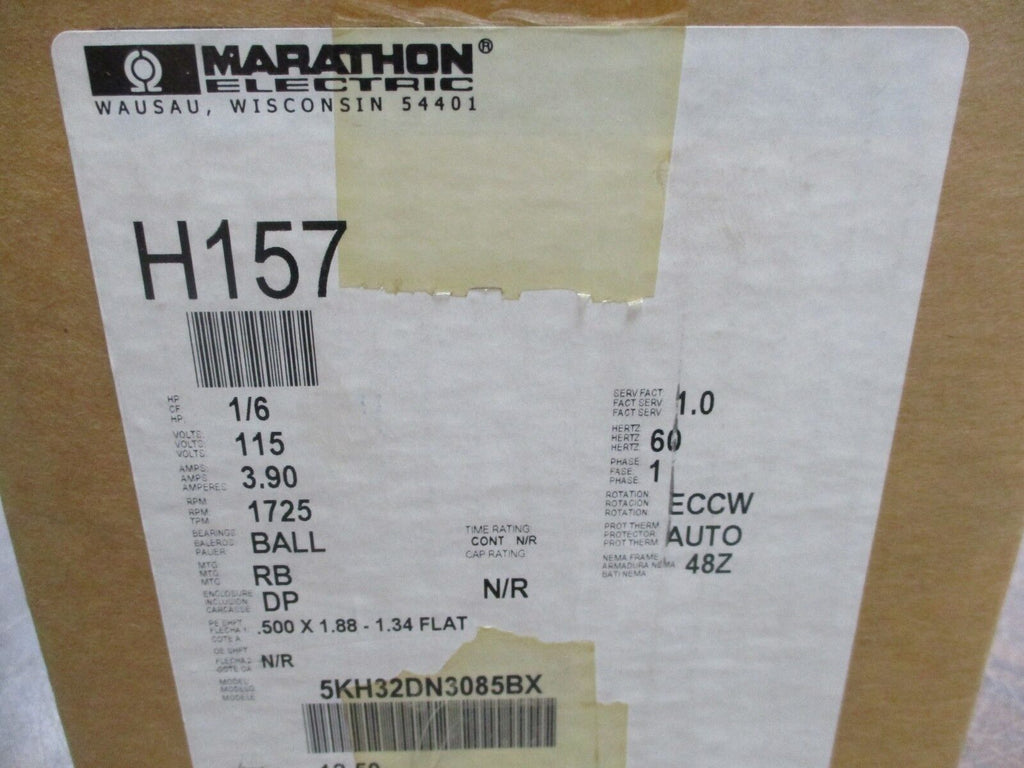 MARATHON®
ELECTRIC
WAUSAU, WISCONSIN 54401
H157
HP
CF
HP
1/6
VOLTS:
VOLTS:
VOLTS:
115
AMPS
AMPS
AMPERES
3.90
RPM
RPM
TPM
1725
BEARINGS
BALEROS
PALIER
BALL
MTG
MTG
MTG
RB
ENCLOSURE
INCLUSION
CARCASSE
DP
.500 X 1.88 - 1.34 FLAT
N/R
MODEL
MODELO
MODELE
5KH32DN3085BX
TIME RATING
CONT N/R
CAP RATING
N/R
SERV FACT
FACT SERV
FACT SERV
1.0
HERTZ
HERTZ
HERTZ
60
PHASE:
FASE:
PHASE:
1
ROTATION
ROTACION
ROTATION:
ECCW
PROT THERM
PROTECTOR
PROT THERM
AUTO
NEMA FRAME
ARMADURA NEMA
BATI NEMA
48Z